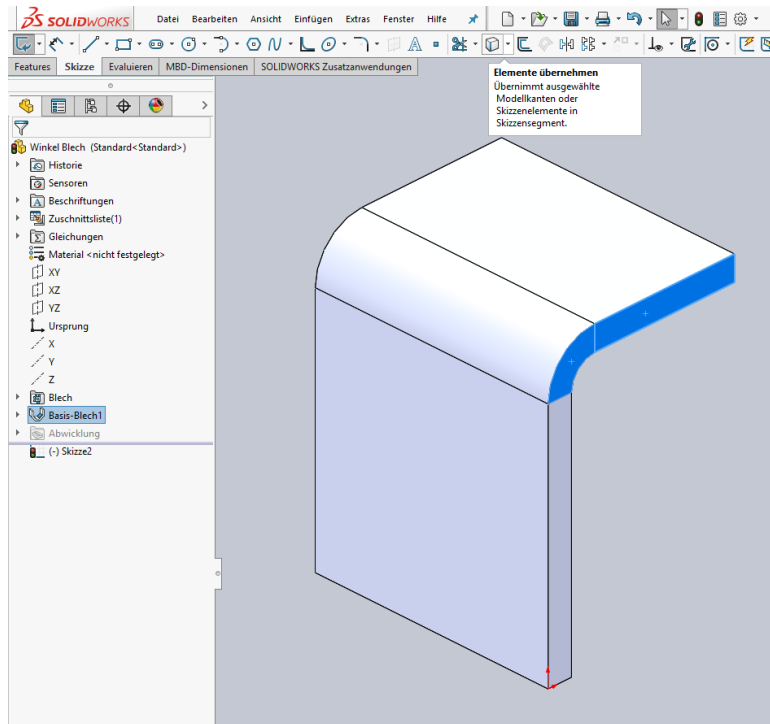 SOLIDWORKS Datei Bearbeiten Ansicht Einfügen Extras Fenster Hilfe
Features Skizze Evaluieren MBD-Dimensionen SOLIDWORKS Zusatzanwendungen
Elemente übernehmen
Übernimmt ausgewählte
Modellkanten oder
Skizzenelemente in
Skizzensegment.
Winkel Blech (Standard<Standard>)
Historie
Sensoren
Beschriftungen
Zuschnittsliste(1)
Gleichungen
Material <nicht festgelegt>
XY
XZ
YZ
Ursprung
X
Y
Z
Blech
Basis-Blech1
Abwicklung
(-) Skizze2